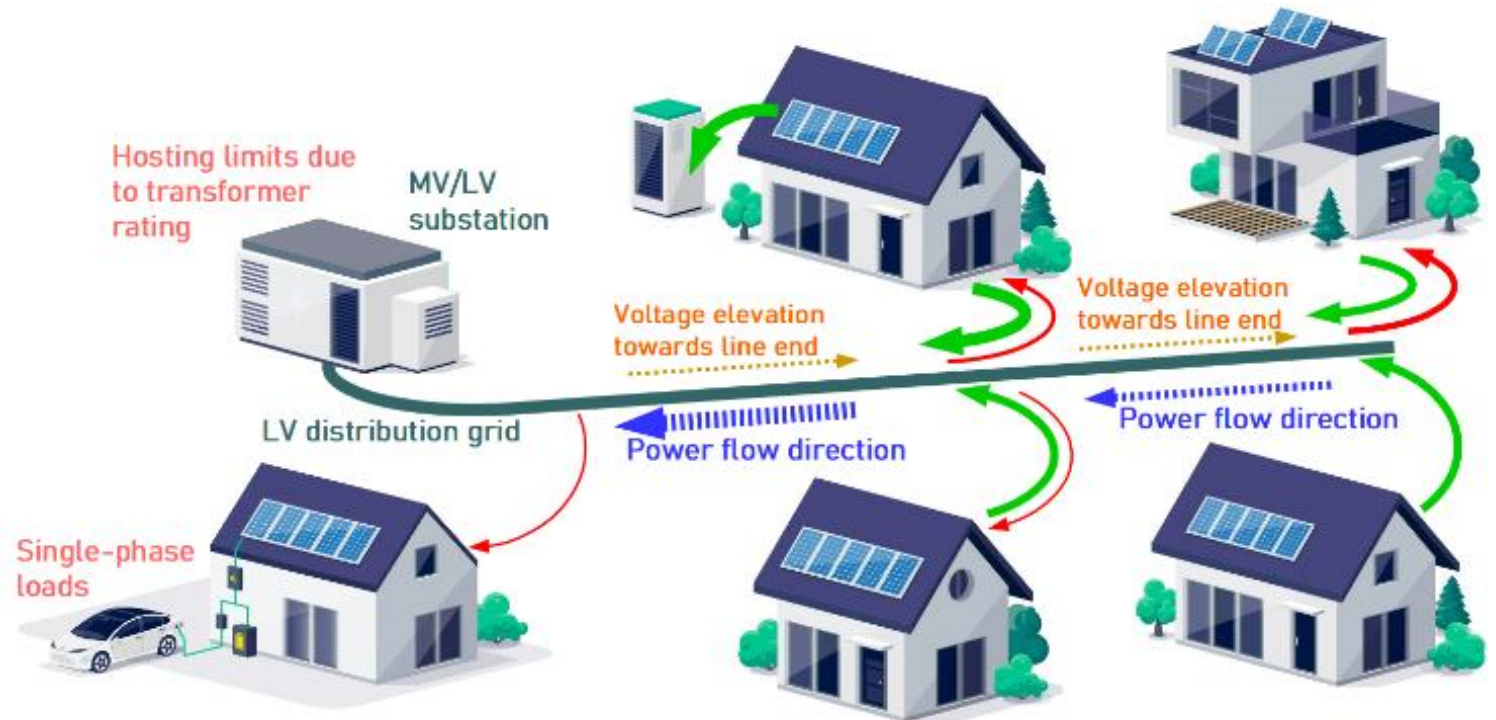 Hosting limits due
to transformer
rating
MV/LV
substation
Voltage elevation
towards line end
Voltage elevation
towards line end
LV distribution grid
Power flow direction
Power flow direction
Single-phase
loads